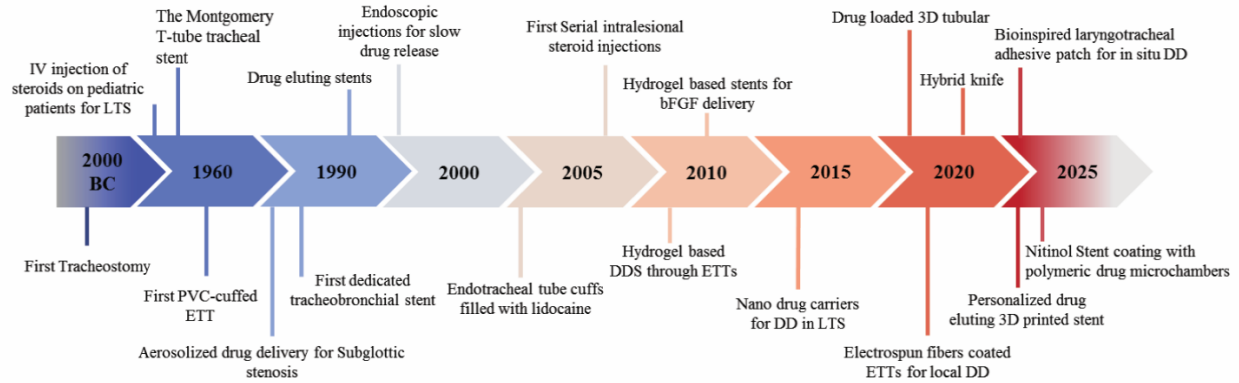 IV injection of
steroids on pediatric
patients for LTS
The Montgomery
T-tube tracheal
stent
Drug eluting stents
Endoscopic
injections for slow
drug release
First Serial intralesional
steroid injections
Hydrogel based stents for
bFGF delivery
Drug loaded 3D tubular
Hybrid knife
Bioinspired laryngotracheal
adhesive patch for in situ DD
2000
BC
1960
1990
2000
2005
2010
2015
2020
2025
First Tracheostomy
First PVC-cuffed
ETT
Aerosolized drug delivery for Subglottic
stenosis
First dedicated
tracheobronchial stent
Endotracheal tube cuffs
filled with lidocaine
Hydrogel based
DDS through ETTs
Nano drug carriers
for DD in LTS
Electrospun fibers coated
ETTs for local DD
Personalized drug
eluting 3D printed stent
Nitinol Stent coating with
polymeric drug microchambers